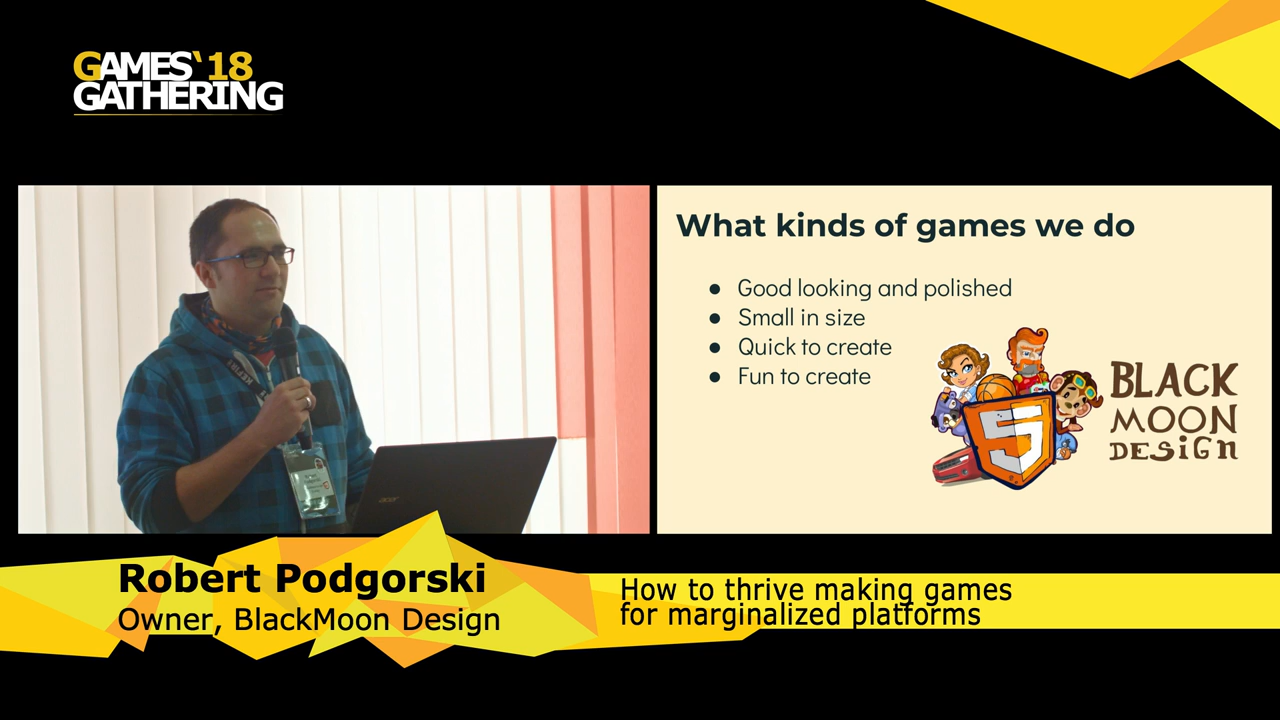 GAMES‘18
GATHERING
What kinds of games we do
● Good looking and polished
● Small in size
● Quick to create
● Fun to create
5
BLACK
MOON
DESiGn
acer
Robert Podgorski
Owner, BlackMoon Design
How to thrive making games
for marginalized platforms